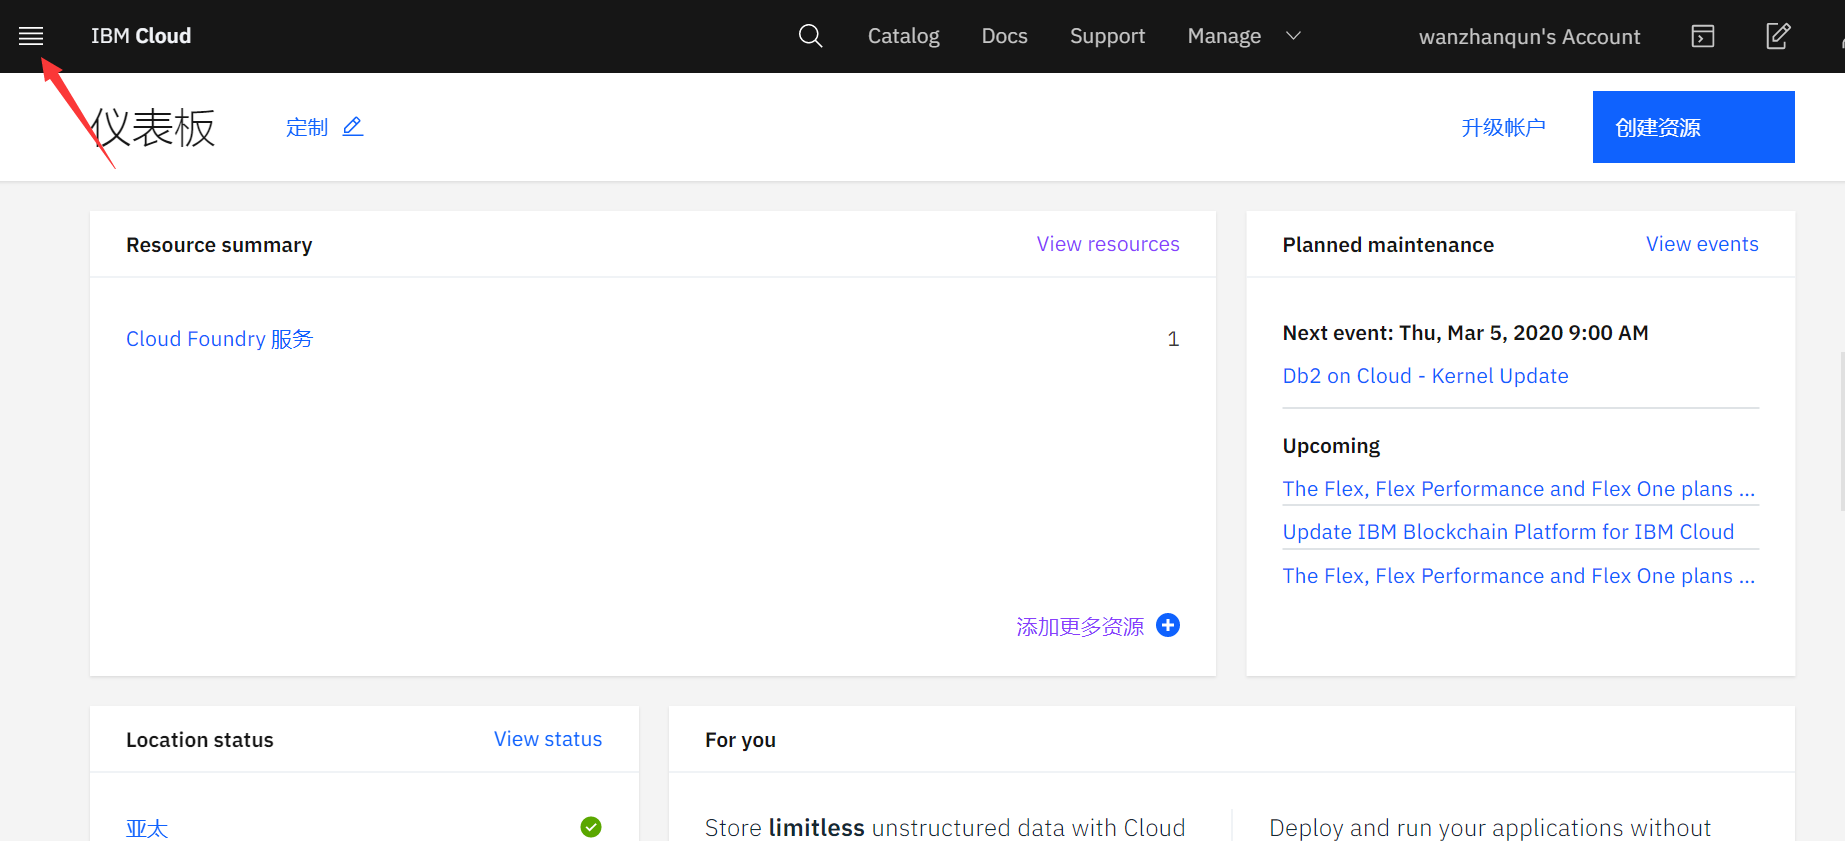 IBM Cloud
Catalog
Docs
Support
Manage
wanzhanqun's Account
仪表板
定制
升级帐户
创建资源
Resource summary
View resources
Cloud Foundry 服务
1
添加更多资源
Planned maintenance
View events
Next event: Thu, Mar 5, 2020 9:00 AM
Db2 on Cloud - Kernel Update
Upcoming
The Flex, Flex Performance and Flex One plans ...
Update IBM Blockchain Platform for IBM Cloud
The Flex, Flex Performance and Flex One plans ...
Location status
View status
亚太
For you
Store limitless unstructured data with Cloud
Deploy and run your applications without